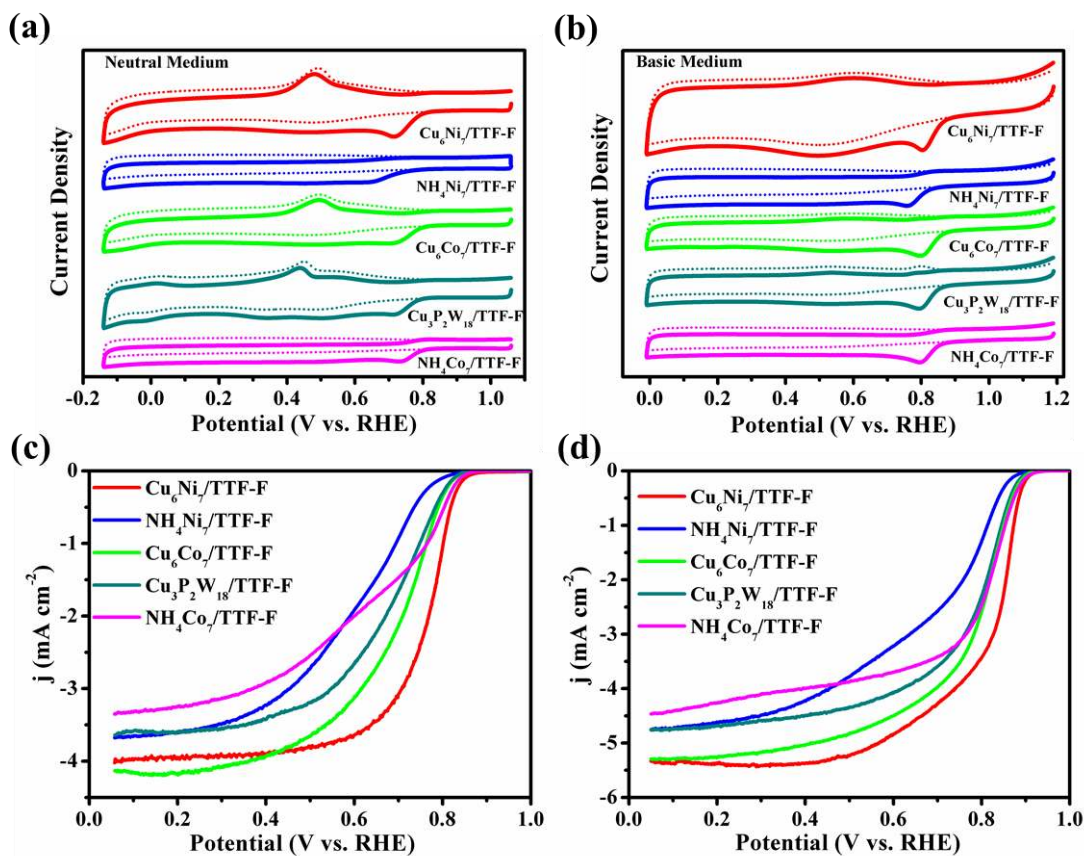 (a)
Neutral Medium
Cu₆Ni₇/TTF-F
NH₄Ni₇/TTF-F
Cu₆Co₇/TTF-F
Cu₃P₂W₁₈/TTF-F
NH₄Co₇/TTF-F
Current Density
-0.2 0.0 0.2 0.4 0.6 0.8 1.0
Potential (V vs. RHE)
(b)
Basic Medium
Cu₆Ni₇/TTF-F
NH₄Ni₇/TTF-F
Cu₆Co₇/TTF-F
Cu₃P₂W₁₈/TTF-F
NH₄Co₇/TTF-F
Current Density
0.0 0.2 0.4 0.6 0.8 1.0 1.2
Potential (V vs. RHE)
(c)
Cu₆Ni₇/TTF-F
NH₄Ni₇/TTF-F
Cu₆Co₇/TTF-F
Cu₃P₂W₁₈/TTF-F
NH₄Co₇/TTF-F
j (mA cm⁻²)
0
-1
-2
-3
-4
0.0 0.2 0.4 0.6 0.8 1.0
Potential (V vs. RHE)
(d)
Cu₆Ni₇/TTF-F
NH₄Ni₇/TTF-F
Cu₆Co₇/TTF-F
Cu₃P₂W₁₈/TTF-F
NH₄Co₇/TTF-F
j (mA cm⁻²)
0
-1
-2
-3
-4
-5
-6
0.0 0.2 0.4 0.6 0.8 1.0
Potential (V vs. RHE)